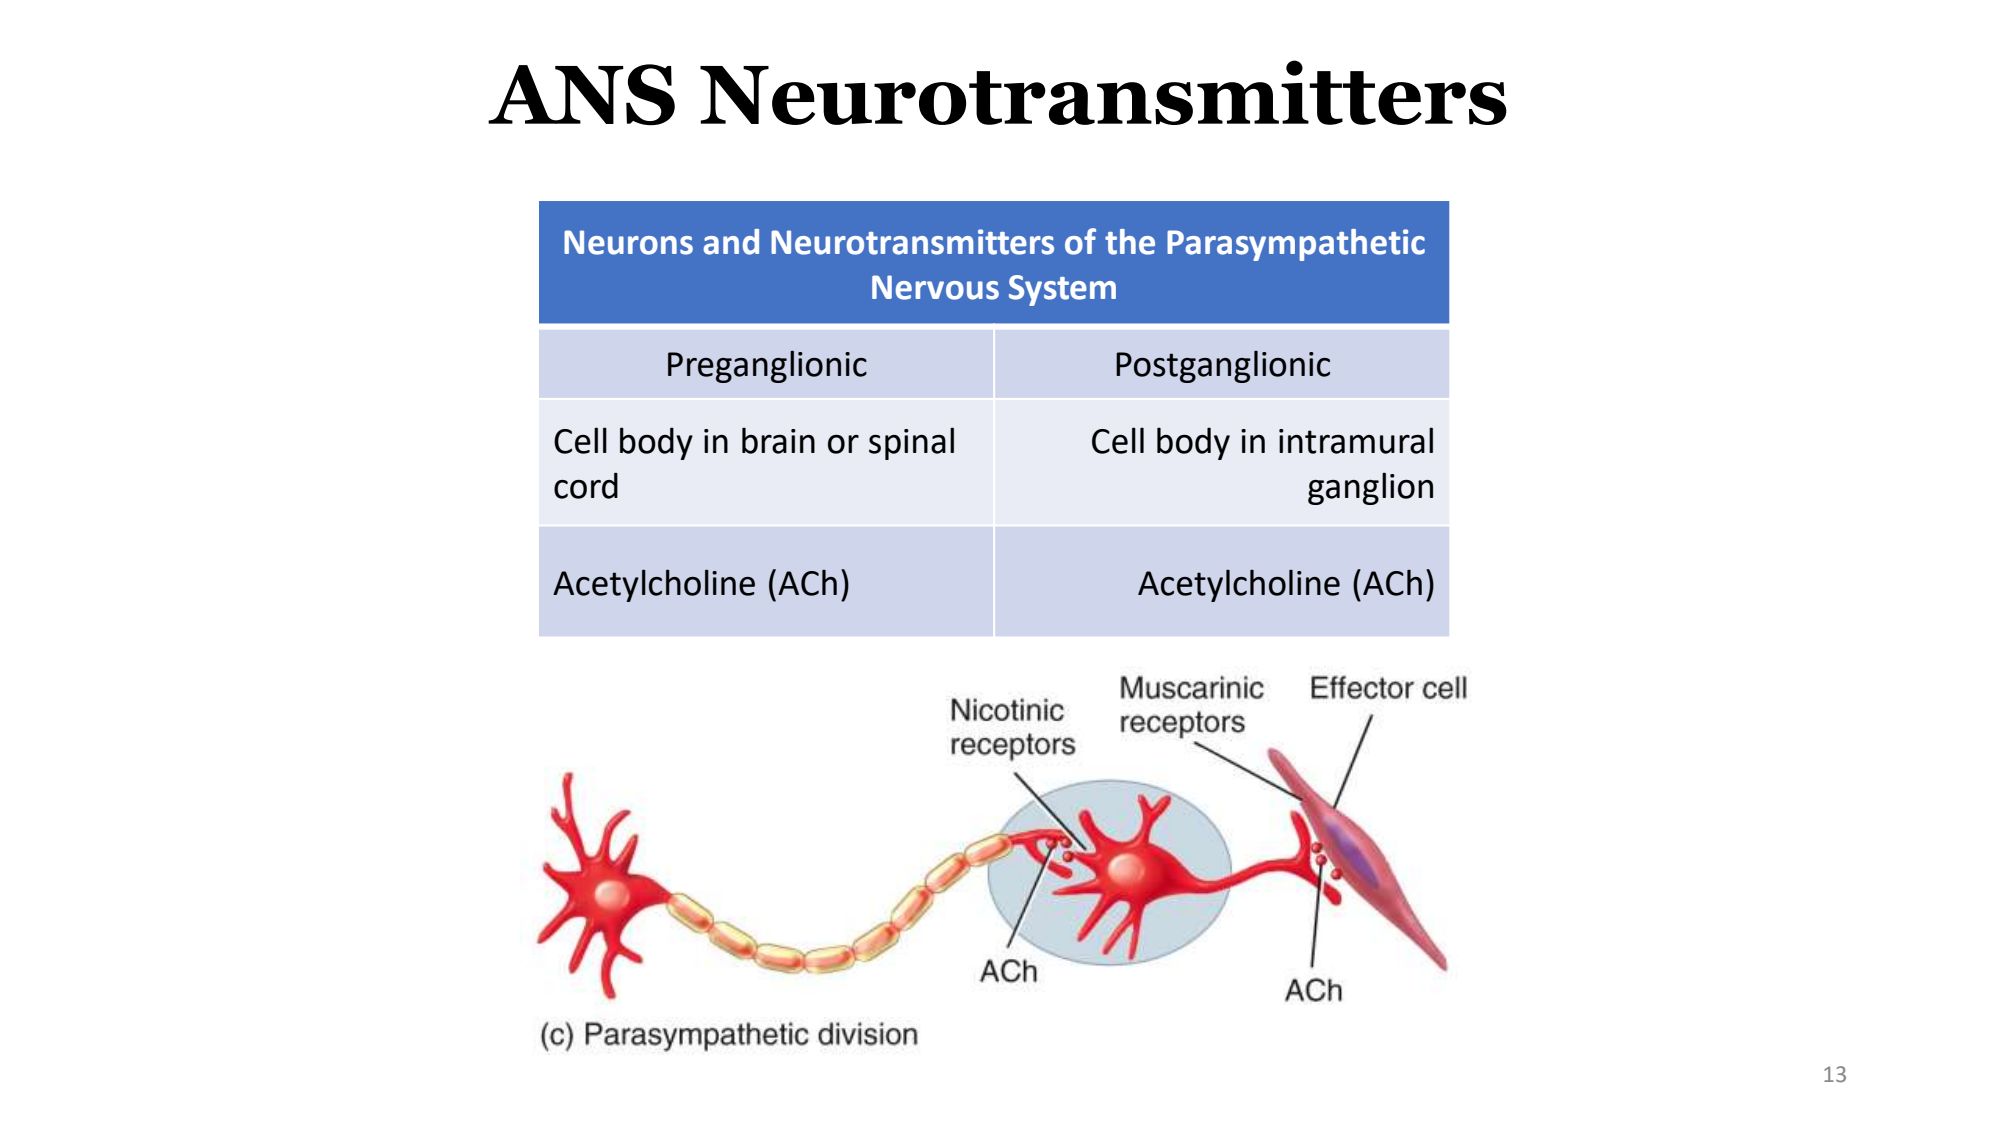 ANS Neurotransmitters
Neurons and Neurotransmitters of the Parasympathetic
Nervous System
Preganglionic
Postganglionic
Cell body in brain or spinal
cord
Cell body in intramural
ganglion
Acetylcholine (ACh)
Acetylcholine (ACh)
Nicotinic
receptors
Muscarinic
receptors
Effector cell
ACh
ACh
(c) Parasympathetic division
13